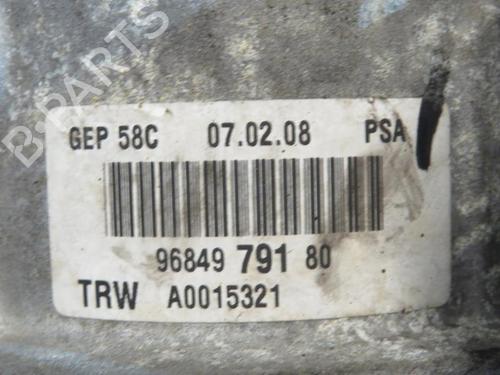 B-PARTS
GEP 58C 07.02.08 PSA
96849 791 80
TRW A0015321